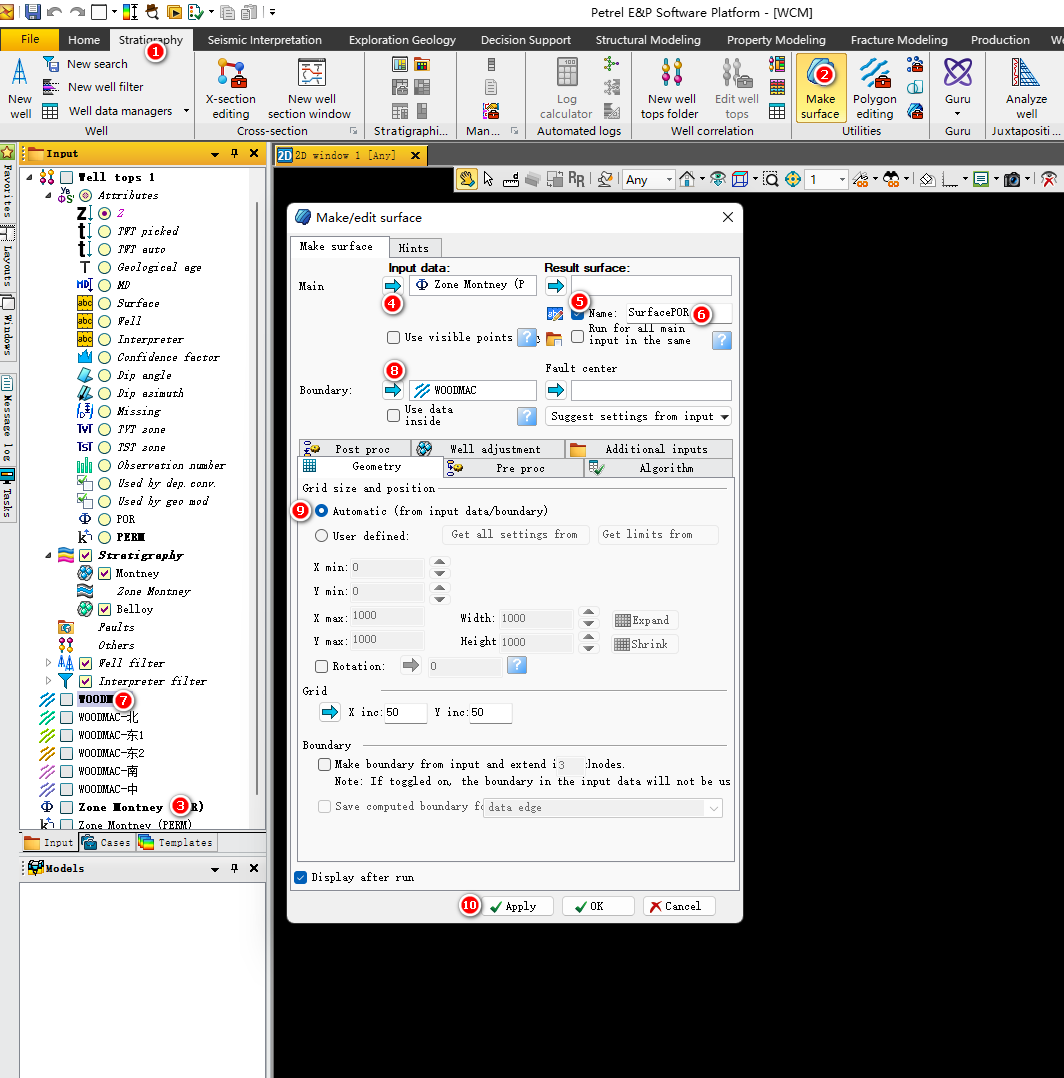 Petrel E&P Software Platform - [WCM]
File Home Stratigraphy Seismic Interpretation Exploration Geology Decision Support Structural Modeling Property Modeling Fracture Modeling Production We
1
New well
New search
New well filter
Well data managers
Well
X-section editing
New well section window
Cross-section
Stratigraphi...
Man...
Log calculator
Automated logs
New well tops folder
Edit well tops
Well correlation
2
Make surface
Polygon editing
Utilities
Guru
Guru
Analyze well
Juxtapositi...
Favorites
Layouts
Windows
Message log
Tasks
Input
Well tops 1
Attributes
Z
TWT picked
TWT auto
Geological age
MD
Surface
Well
Interpreter
Confidence factor
Dip angle
Dip azimuth
Missing
TVT zone
TST zone
Observation number
Used by dep.conv.
Used by geo mod
POR
PERM
Stratigraphy
Montney
Zone Montney
Belloy
Faults
Others
Well filter
Interpreter filter
WOODM 7
WOODMAC-北
WOODMAC-东1
WOODMAC-东2
WOODMAC-南
WOODMAC-中
Zone Montney 3 R)
Zone Montney (PERM)
Input Cases Templates
Models
2D window 1 [Any]
Any
1
Make/edit surface
Make surface Hints
Input data: Result surface:
Main Zone Montney (P
4
5
Name: SurfacePOR 6
Use visible points
Run for all main
input in the same
8
Fault center
Boundary: WOODMAC
Use data
inside
Suggest settings from input
Post proc Well adjustment Additional inputs
Geometry Pre proc Algorithm
Grid size and position
9 Automatic (from input data/boundary)
User defined: Get all settings from Get limits from
X min: 0
Y min: 0
X max: 1000 Width: 1000 Expand
Y max: 1000 Height 1000 Shrink
Rotation: 0
Grid
X inc: 50 Y inc: 50
Boundary
Make boundary from input and extend i 3 nodes.
Note: If toggled on, the boundary in the input data will not be us
Save computed boundary fo data edge
Display after run
10 Apply OK Cancel